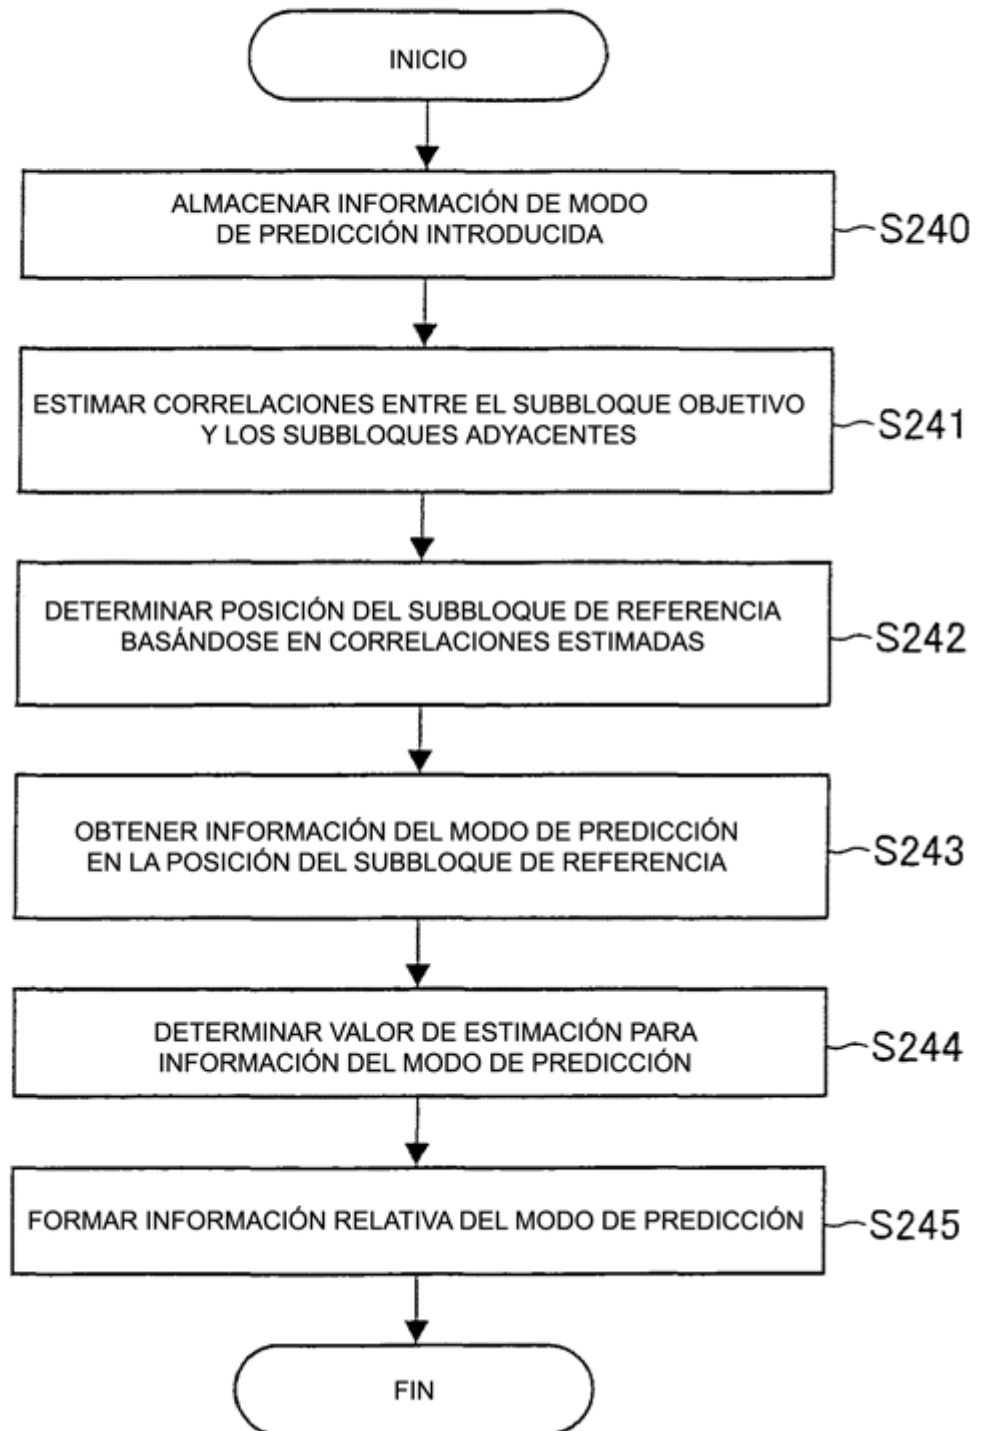 INICIO
ALMACENAR INFORMACIÓN DE MODO
DE PREDICCIÓN INTRODUCIDA
S240
ESTIMAR CORRELACIONES ENTRE EL SUBBLOQUE OBJETIVO
Y LOS SUBBLOQUES ADYACENTES
S241
DETERMINAR POSICIÓN DEL SUBBLOQUE DE REFERENCIA
BASÁNDOSE EN CORRELACIONES ESTIMADAS
S242
OBTENER INFORMACIÓN DEL MODO DE PREDICCIÓN
EN LA POSICIÓN DEL SUBBLOQUE DE REFERENCIA
S243
DETERMINAR VALOR DE ESTIMACIÓN PARA
INFORMACIÓN DEL MODO DE PREDICCIÓN
S244
FORMAR INFORMACIÓN RELATIVA DEL MODO DE PREDICCIÓN
S245
FIN